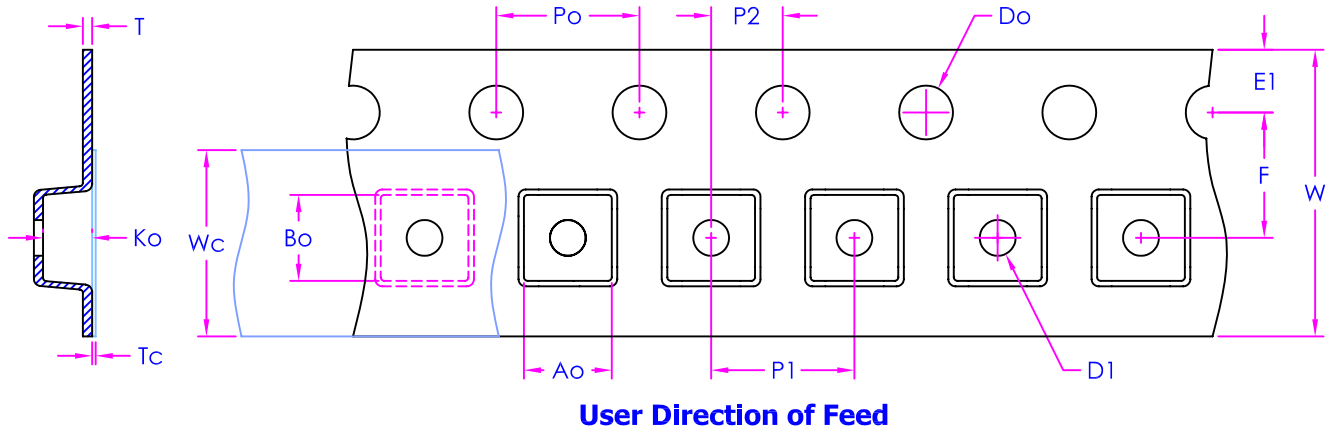 T
Po
P2
Do
E1
F
W
Ko
Wc
Bo
Tc
Ao
P1
D1
User Direction of Feed